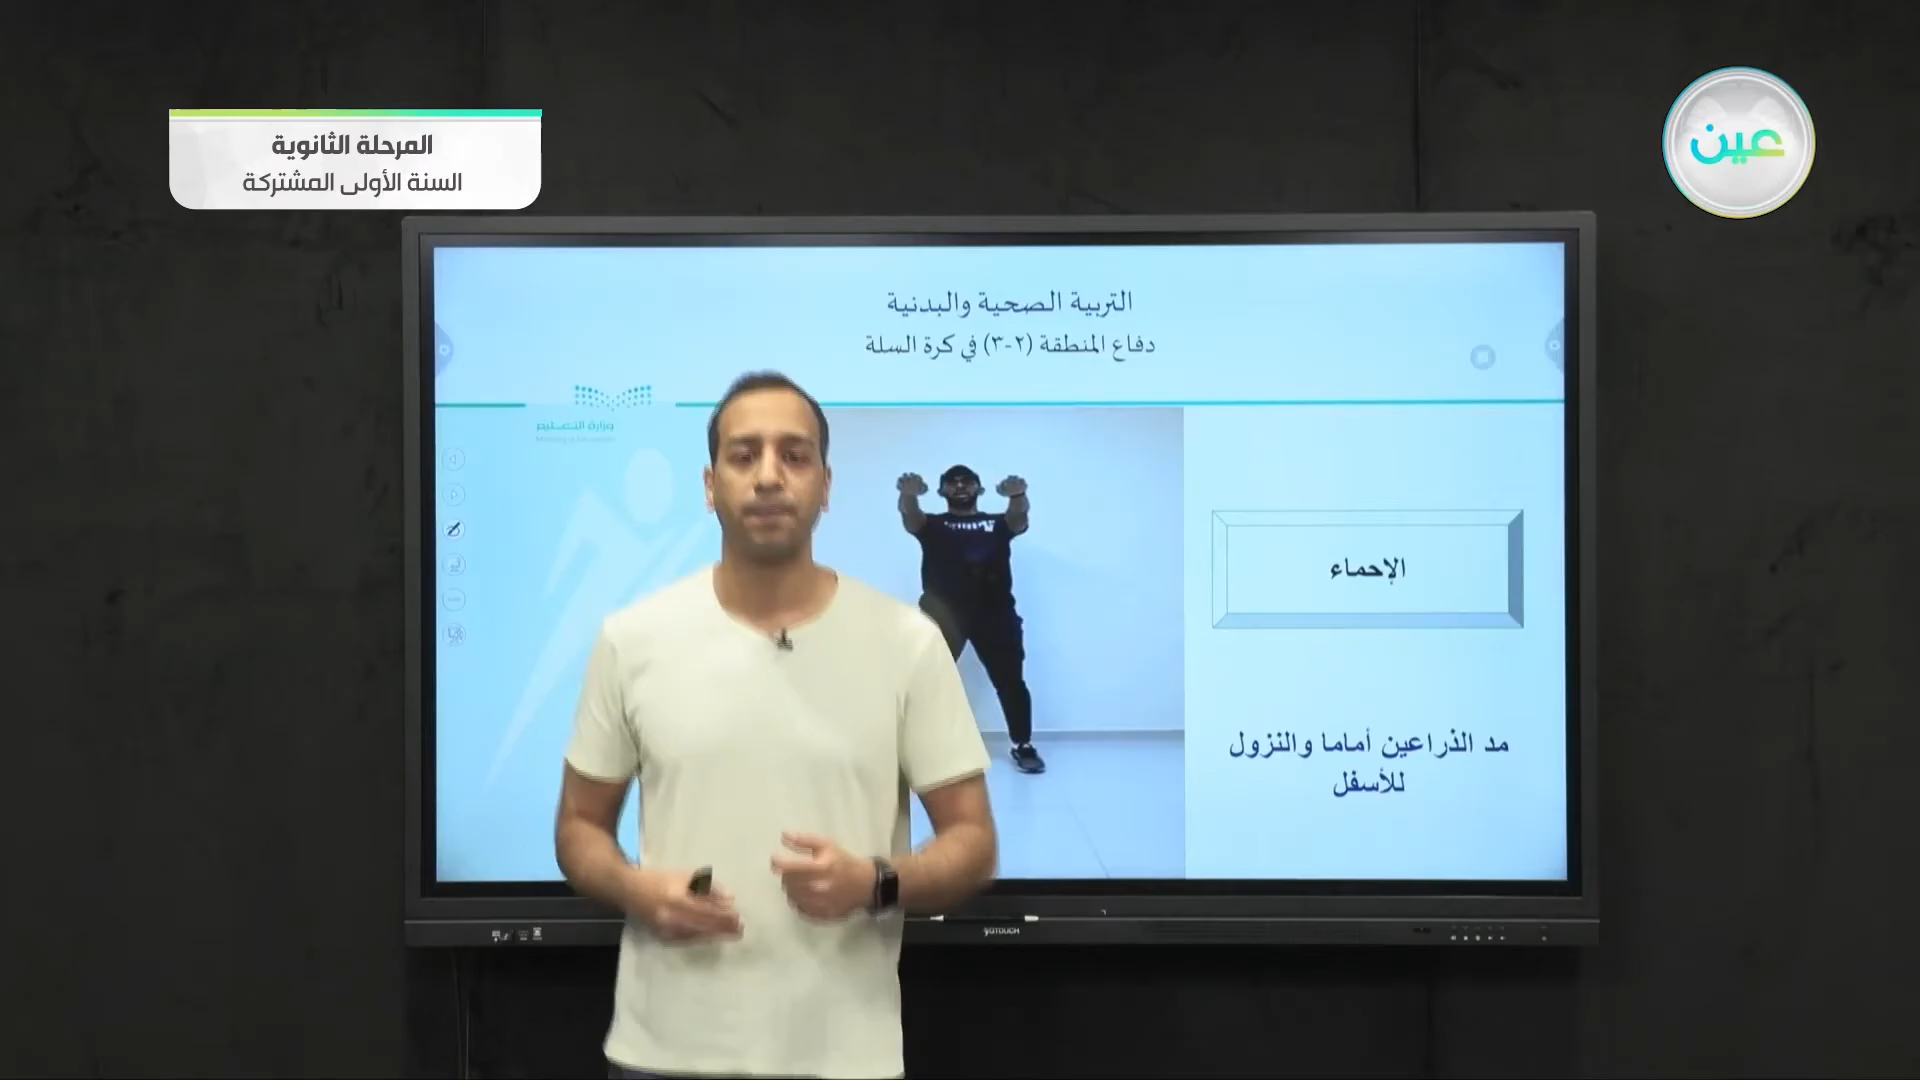 المرحلة الثانوية
السنة الأولى المشتركة
عين
التربية الصحية والبدنية
دفاع المنطقة (٢-٣) في كرة السلة
وزارة التعليم
الإحماء
مد الذراعين أماما والنزول
للأسفل